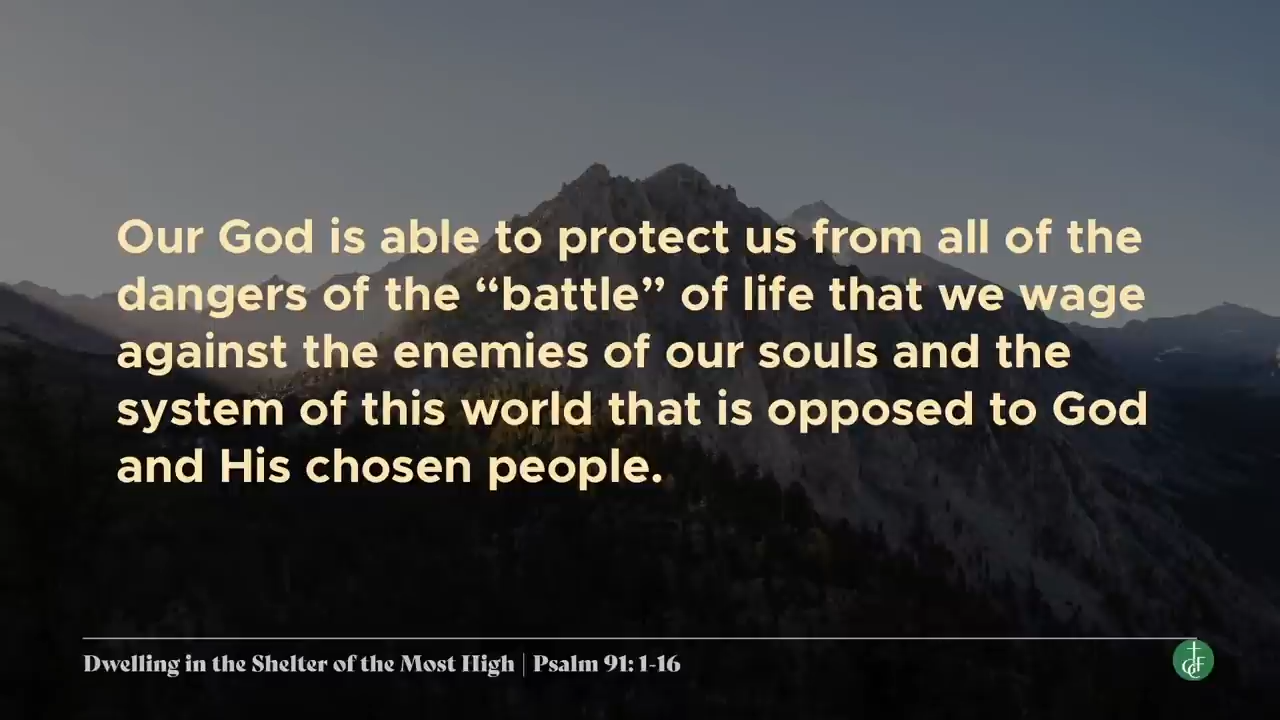 Our God is able to protect us from all of the
dangers of the “battle” of life that we wage
against the enemies of our souls and the
system of this world that is opposed to God
and His chosen people.
Dwelling in the Shelter of the Most High | Psalm 91: 1-16